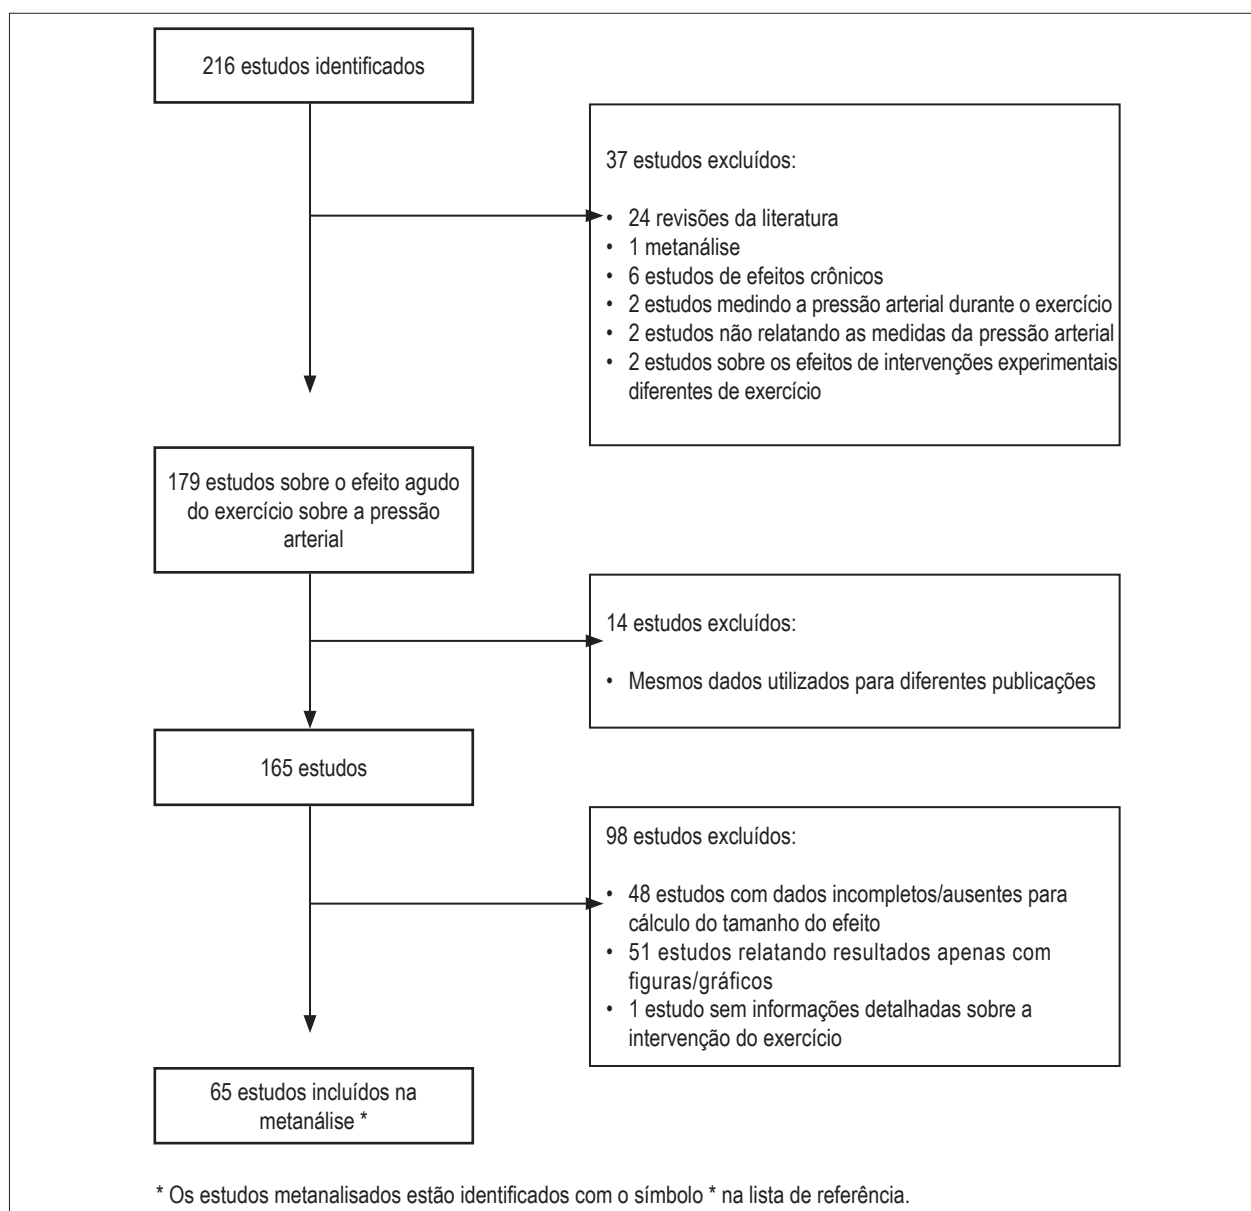 216 estudos identificados
37 estudos excluídos:
• 24 revisões da literatura
• 1 metanálise
• 6 estudos de efeitos crônicos
• 2 estudos medindo a pressão arterial durante o exercício
• 2 estudos não relatando as medidas da pressão arterial
• 2 estudos sobre os efeitos de intervenções experimentais
diferentes de exercício
179 estudos sobre o efeito agudo
do exercício sobre a pressão
arterial
14 estudos excluídos:
• Mesmos dados utilizados para diferentes publicações
165 estudos
98 estudos excluídos:
• 48 estudos com dados incompletos/ausentes para
cálculo do tamanho do efeito
• 51 estudos relatando resultados apenas com
figuras/gráficos
• 1 estudo sem informações detalhadas sobre a
intervenção do exercício
65 estudos incluídos na
metanálise *
* Os estudos metanalisados estão identificados com o símbolo * na lista de referência.